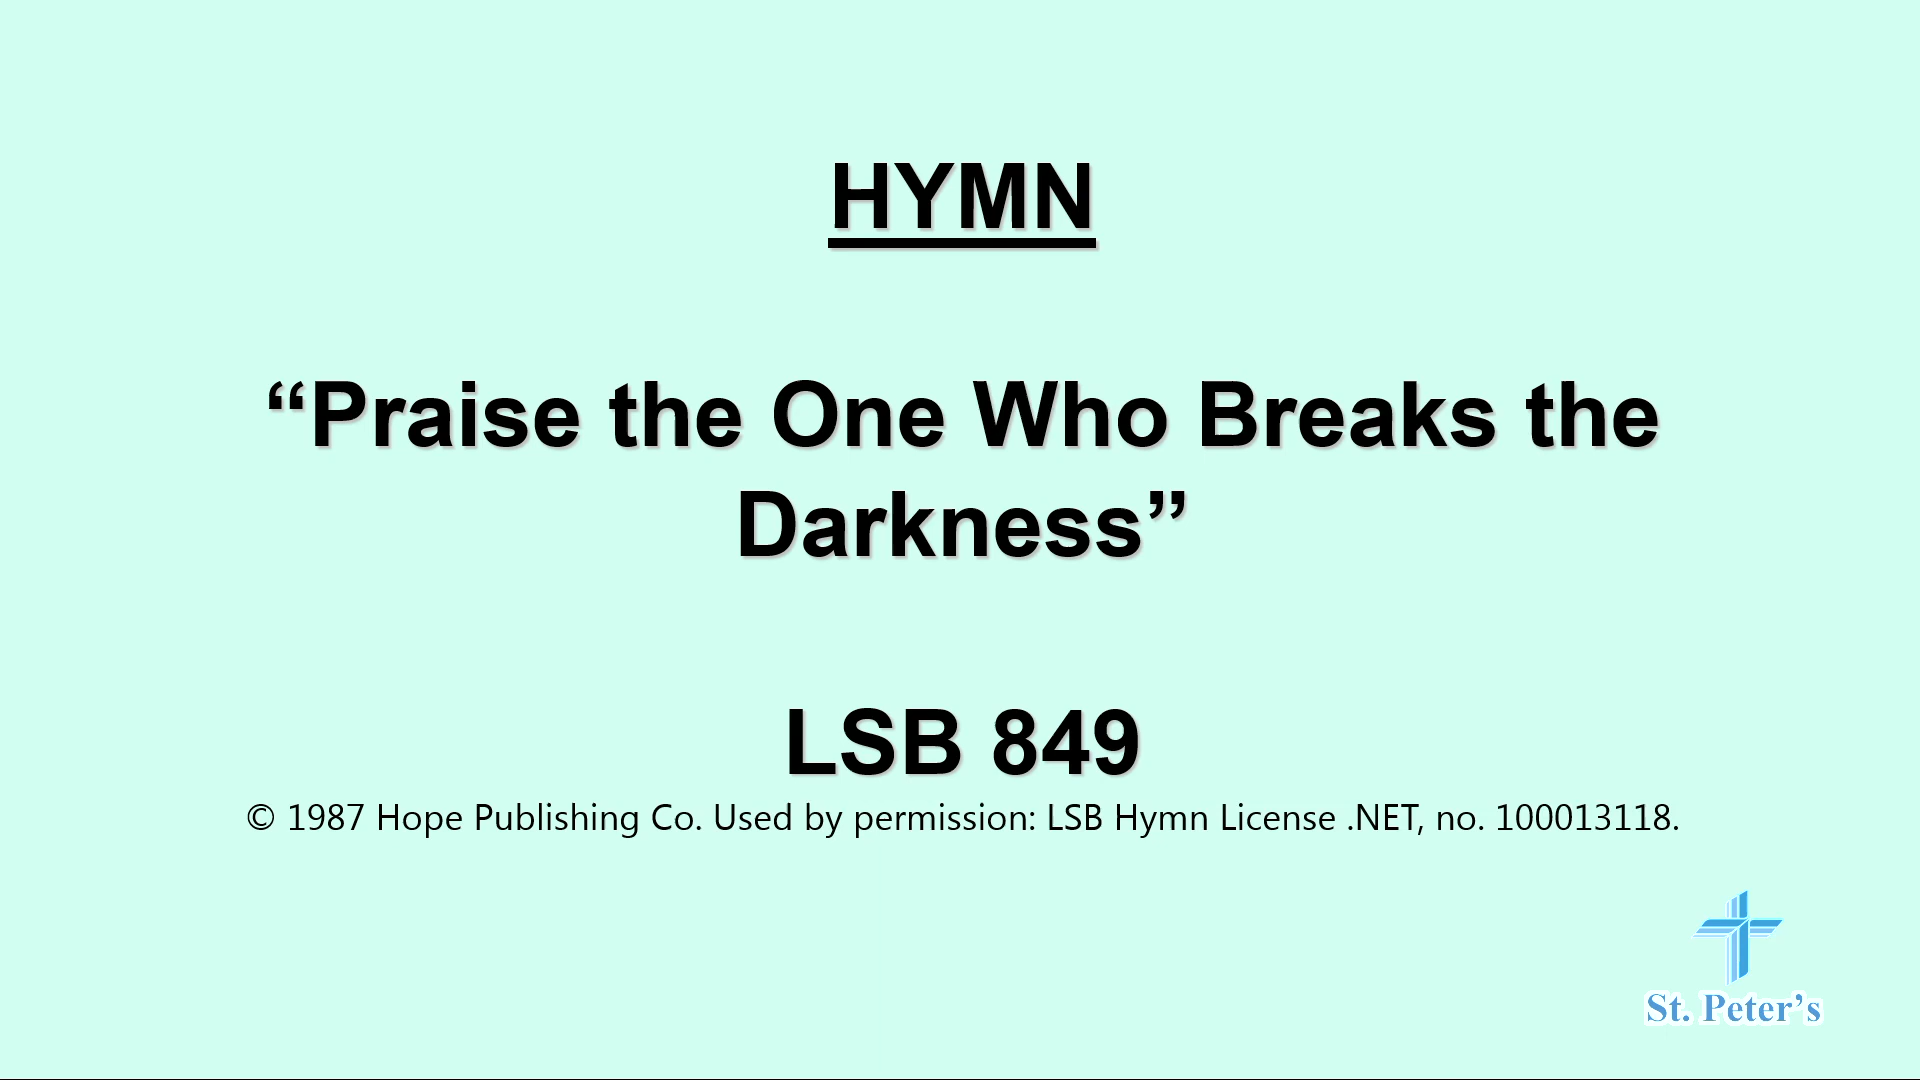 HYMN
“Praise the One Who Breaks the
Darkness”
LSB 849
© 1987 Hope Publishing Co. Used by permission: LSB Hymn License .NET, no. 100013118.
St. Peter’s